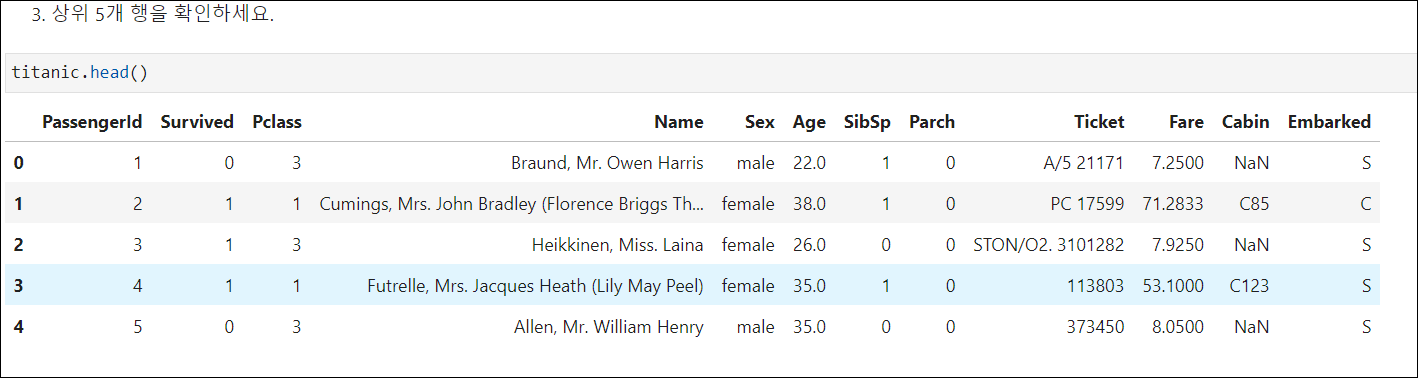 3. 상위 5개 행을 확인하세요.
titanic.head()
PassengerId Survived Pclass Name Sex Age SibSp Parch Ticket Fare Cabin Embarked
0 1 0 3 Braund, Mr. Owen Harris male 22.0 1 0 A/5 21171 7.2500 NaN S
1 2 1 1 Cumings, Mrs. John Bradley (Florence Briggs Th... female 38.0 1 0 PC 17599 71.2833 C85 C
2 3 1 3 Heikkinen, Miss. Laina female 26.0 0 0 STON/O2. 3101282 7.9250 NaN S
3 4 1 1 Futrelle, Mrs. Jacques Heath (Lily May Peel) female 35.0 1 0 113803 53.1000 C123 S
4 5 0 3 Allen, Mr. William Henry male 35.0 0 0 373450 8.0500 NaN S